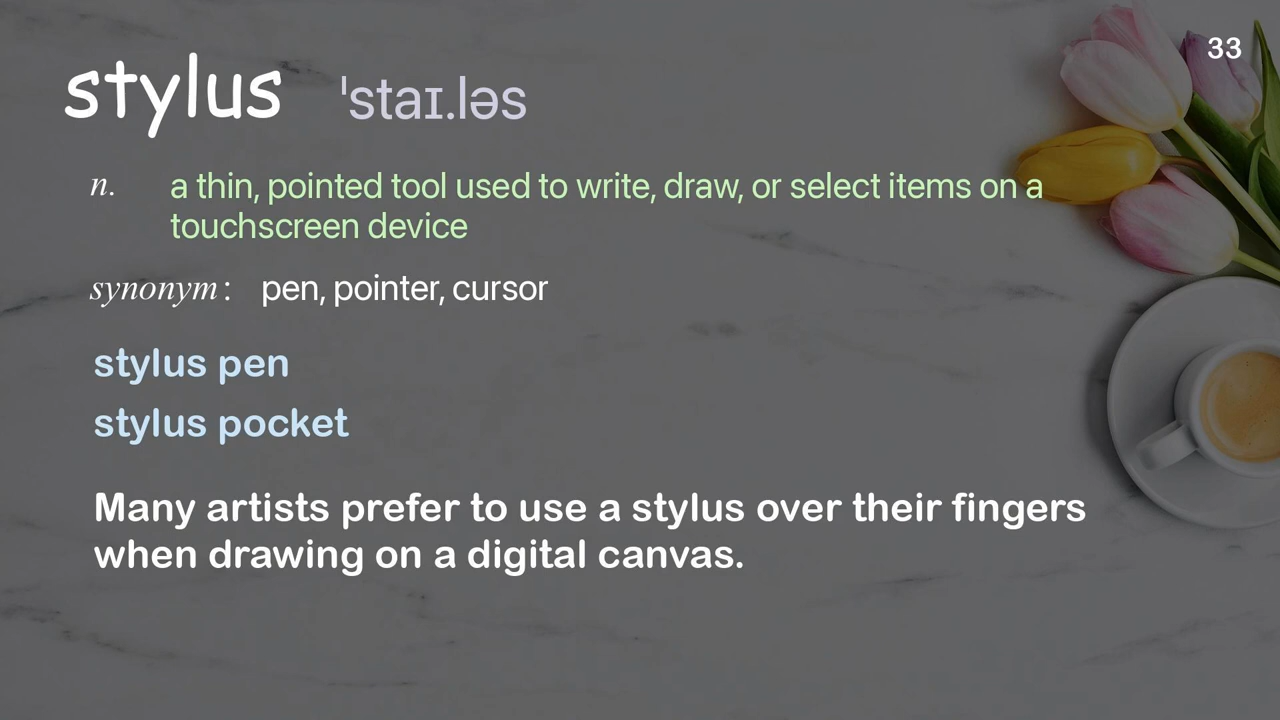 33
stylus ˈstaɪ.ləs
n. a thin, pointed tool used to write, draw, or select items on a
touchscreen device
synonym: pen, pointer, cursor
stylus pen
stylus pocket
Many artists prefer to use a stylus over their fingers
when drawing on a digital canvas.